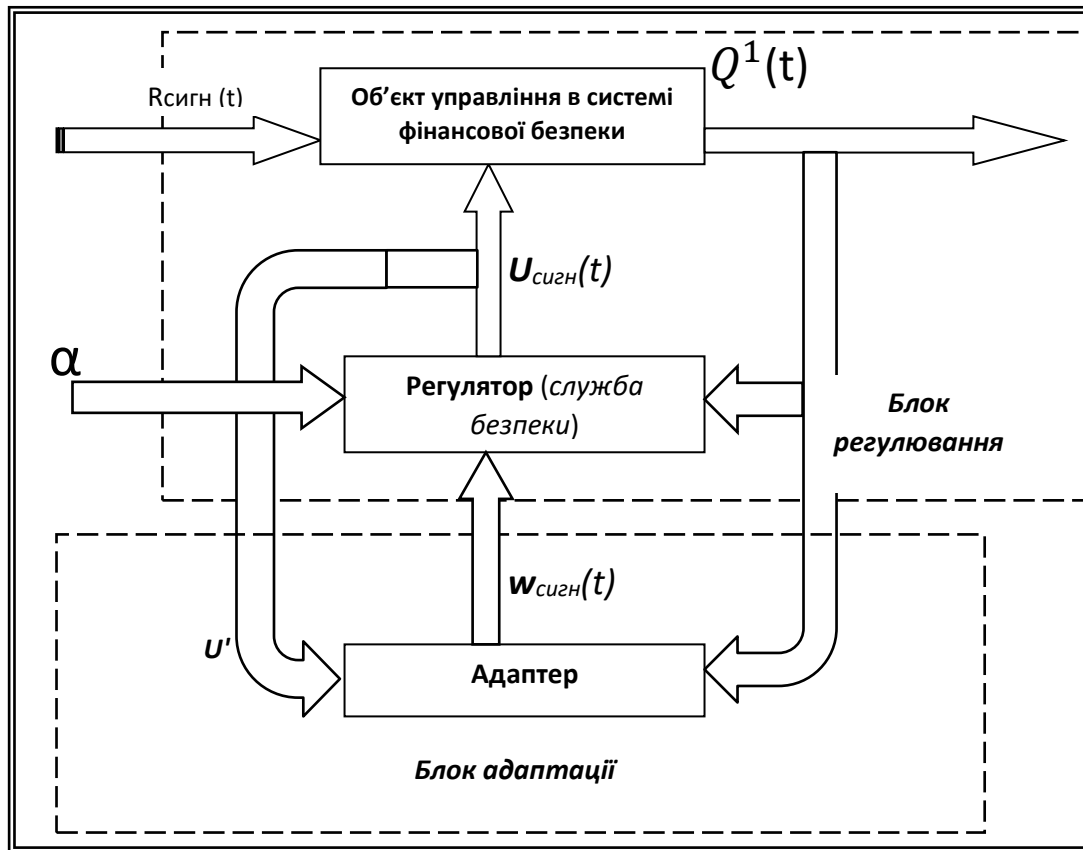 Q¹(t)
Rсигн (t)
Об’єкт управління в системі
фінансової безпеки
Uсигн(t)
α
Регулятор (служба
безпеки)
Блок
регулювання
wсигн(t)
U'
Адаптер
Блок адаптації